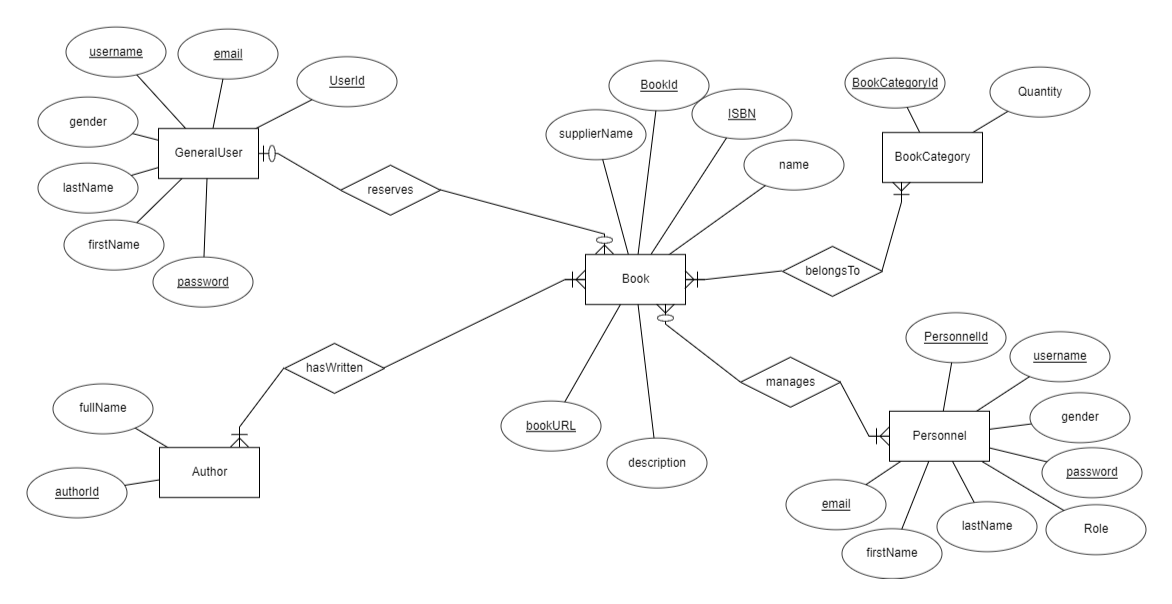 username
email
UserId
gender
GeneralUser
lastName
firstName
password
reserves
BookId
ISBN
supplierName
name
Book
bookURL
description
BookCategoryId
Quantity
BookCategory
belongsTo
hasWritten
fullName
Author
authorId
manages
PersonnelId
username
gender
Personnel
password
email
lastName
Role
firstName